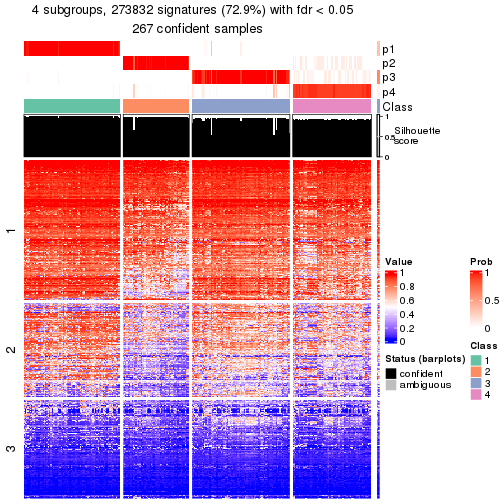 4 subgroups, 273832 signatures (72.9%) with fdr < 0.05
267 confident samples
p1
p2
p3
p4
Class
1
0.5
0
Silhouette
score
1
2
3
Value
1
0.8
0.6
0.4
0.2
0
Prob
1
0.5
0
Status (barplots)
confident
ambiguous
Class
1
2
3
4